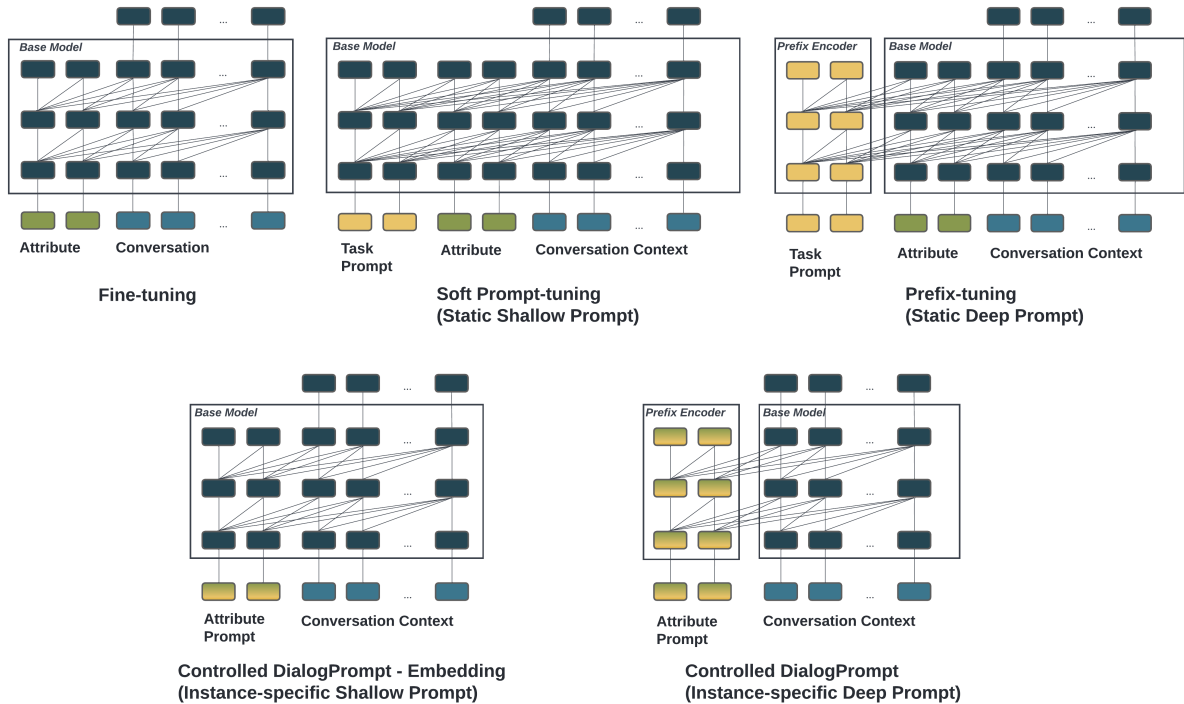 ...
...
...
Base Model
Base Model
Prefix Encoder
Base Model
...
...
...
...
...
...
...
...
...
...
...
...
Attribute
Conversation
Task
Prompt
Attribute
Conversation Context
Task
Prompt
Attribute
Conversation Context
Fine-tuning
Soft Prompt-tuning
(Static Shallow Prompt)
Prefix-tuning
(Static Deep Prompt)
...
...
Base Model
Prefix Encoder
Base Model
...
...
...
...
...
...
...
...
Attribute
Prompt
Conversation Context
Attribute
Prompt
Conversation Context
Controlled DialogPrompt - Embedding
(Instance-specific Shallow Prompt)
Controlled DialogPrompt
(Instance-specific Deep Prompt)